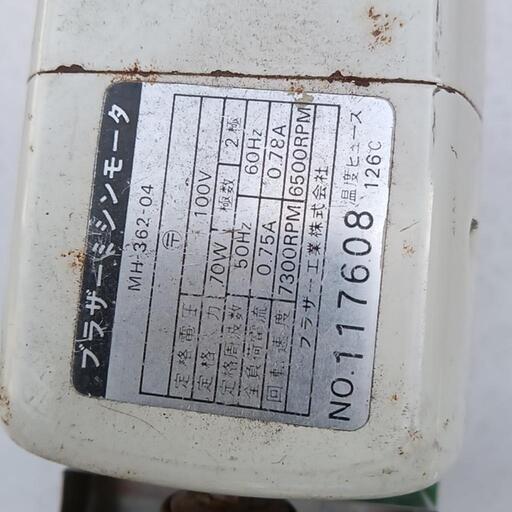 ブラザーミシンモータ
MH-362-04
〒
定格電圧 100V
定格出力 70W 極数 2極
定格周波数 50Hz 60Hz
全負荷電流 0.75A 0.78A
回転速度 7300RPM 6500RPM
ブラザー工業株式会社
NO.117608 温度ヒューズ
126℃